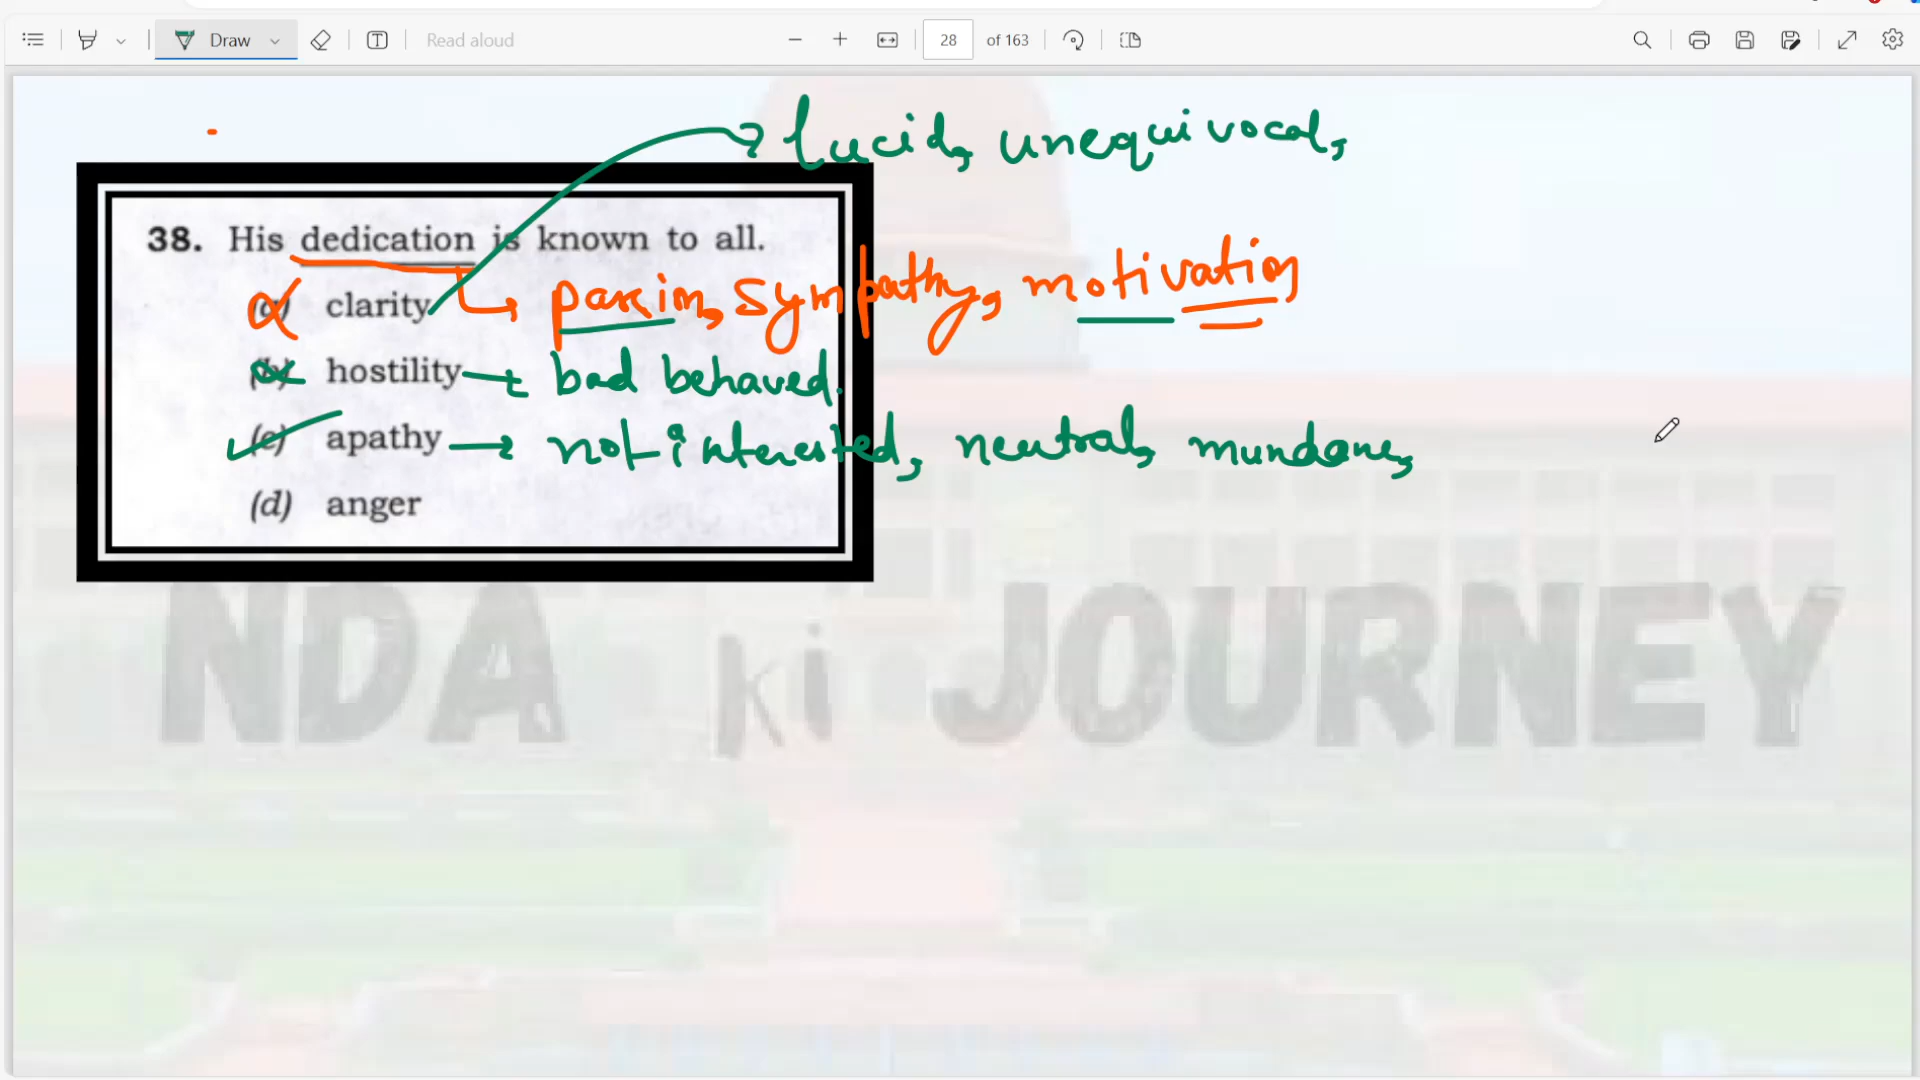 Draw
Read aloud
28 of 163
lucid, unequivocal,
38. His dedication is known to all.
(a) clarity
sympathy, motivation
(b) hostility → bad behaved.
(c) apathy → not interested, neutral, mundane,
(d) anger
NDA ki JOURNEY